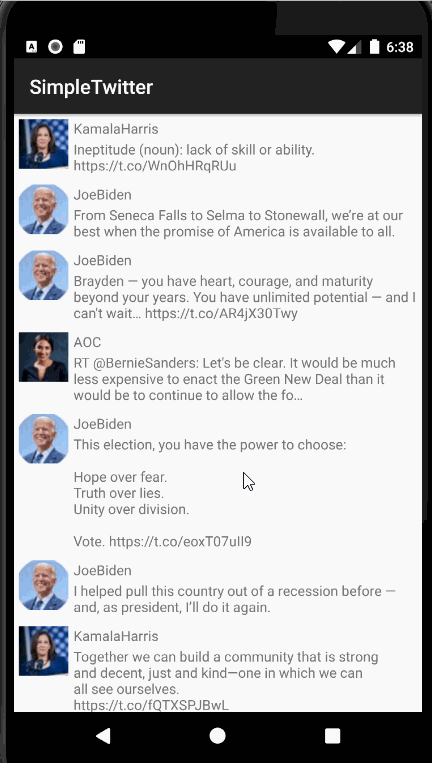 A
6:38
SimpleTwitter
KamalaHarris
Ineptitude (noun): lack of skill or ability.
https://t.co/WnOhHRqRUu
JoeBiden
From Seneca Falls to Selma to Stonewall, we’re at our
best when the promise of America is available to all.
JoeBiden
Brayden — you have heart, courage, and maturity
beyond your years. You have unlimited potential — and I
can't wait… https://t.co/AR4jX30Twy
AOC
RT @BernieSanders: Let's be clear. It would be much
less expensive to enact the Green New Deal than it
would be to continue to allow the fo…
JoeBiden
This election, you have the power to choose:
Hope over fear.
Truth over lies.
Unity over division.
Vote. https://t.co/eoxT07uII9
JoeBiden
I helped pull this country out of a recession before —
and, as president, I’ll do it again.
KamalaHarris
Together we can build a community that is strong
and decent, just and kind—one in which we can
all see ourselves.
https://t.co/fQTXSPJBwL